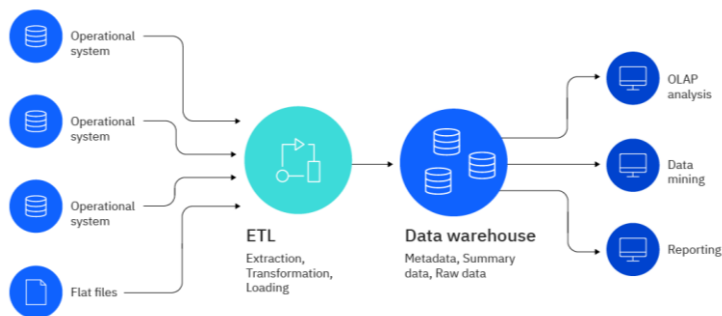 Operational
system
Operational
system
Operational
system
Flat files
ETL
Extraction,
Transformation,
Loading
Data warehouse
Metadata, Summary
data, Raw data
OLAP
analysis
Data
mining
Reporting